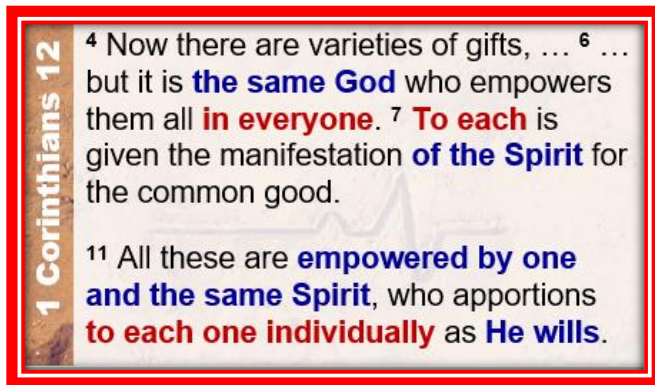 1 Corinthians 12
⁴ Now there are varieties of gifts, … ⁶ …
but it is the same God who empowers
them all in everyone. ⁷ To each is
given the manifestation of the Spirit for
the common good.
¹¹ All these are empowered by one
and the same Spirit, who apportions
to each one individually as He wills.